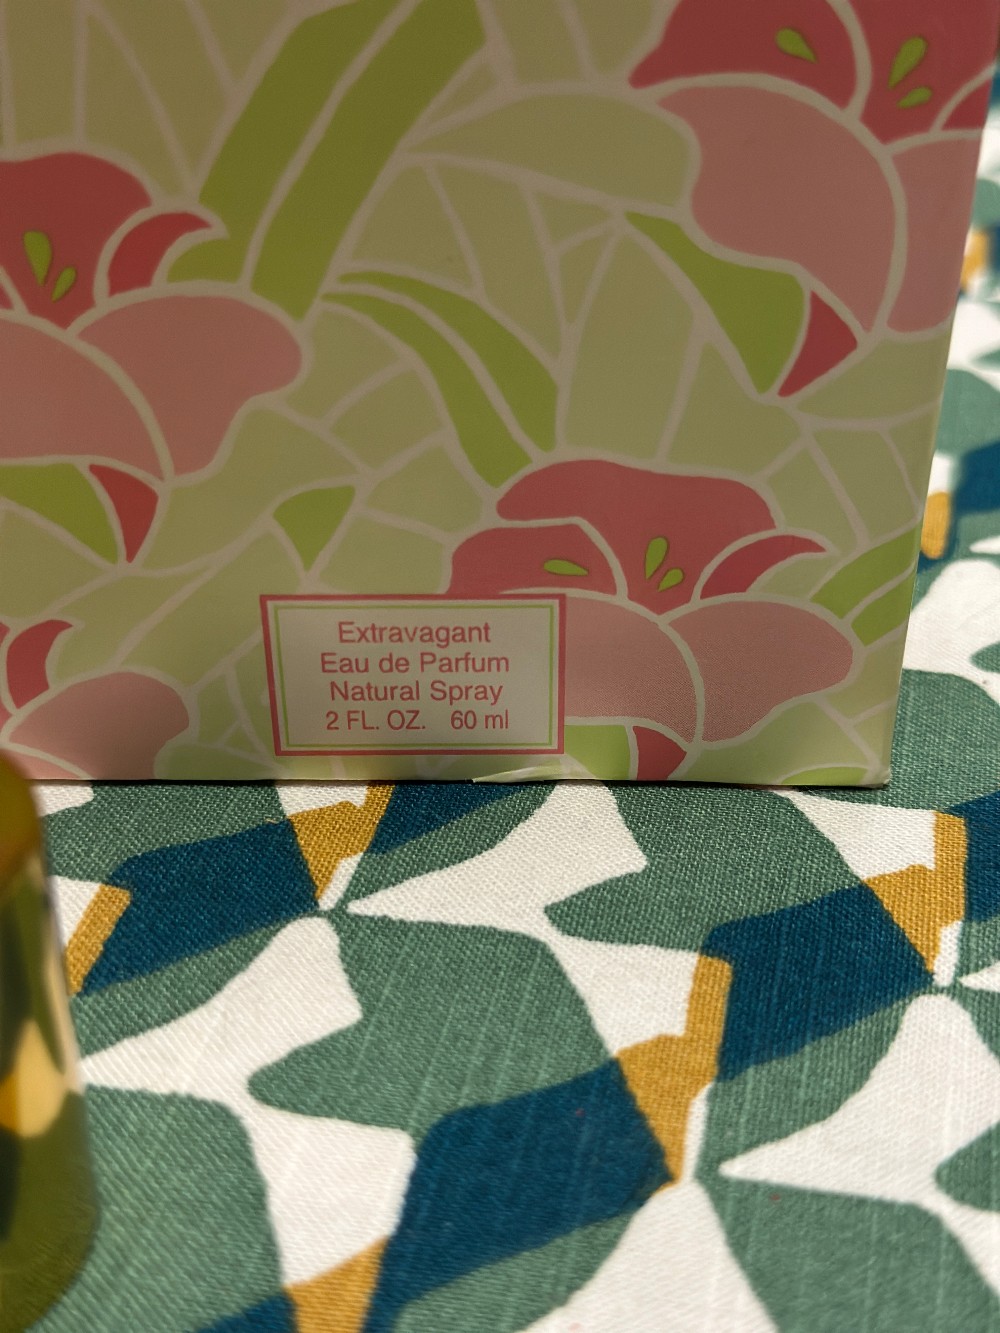 Extravagant
Eau de Parfum
Natural Spray
2 FL. OZ. 60 ml